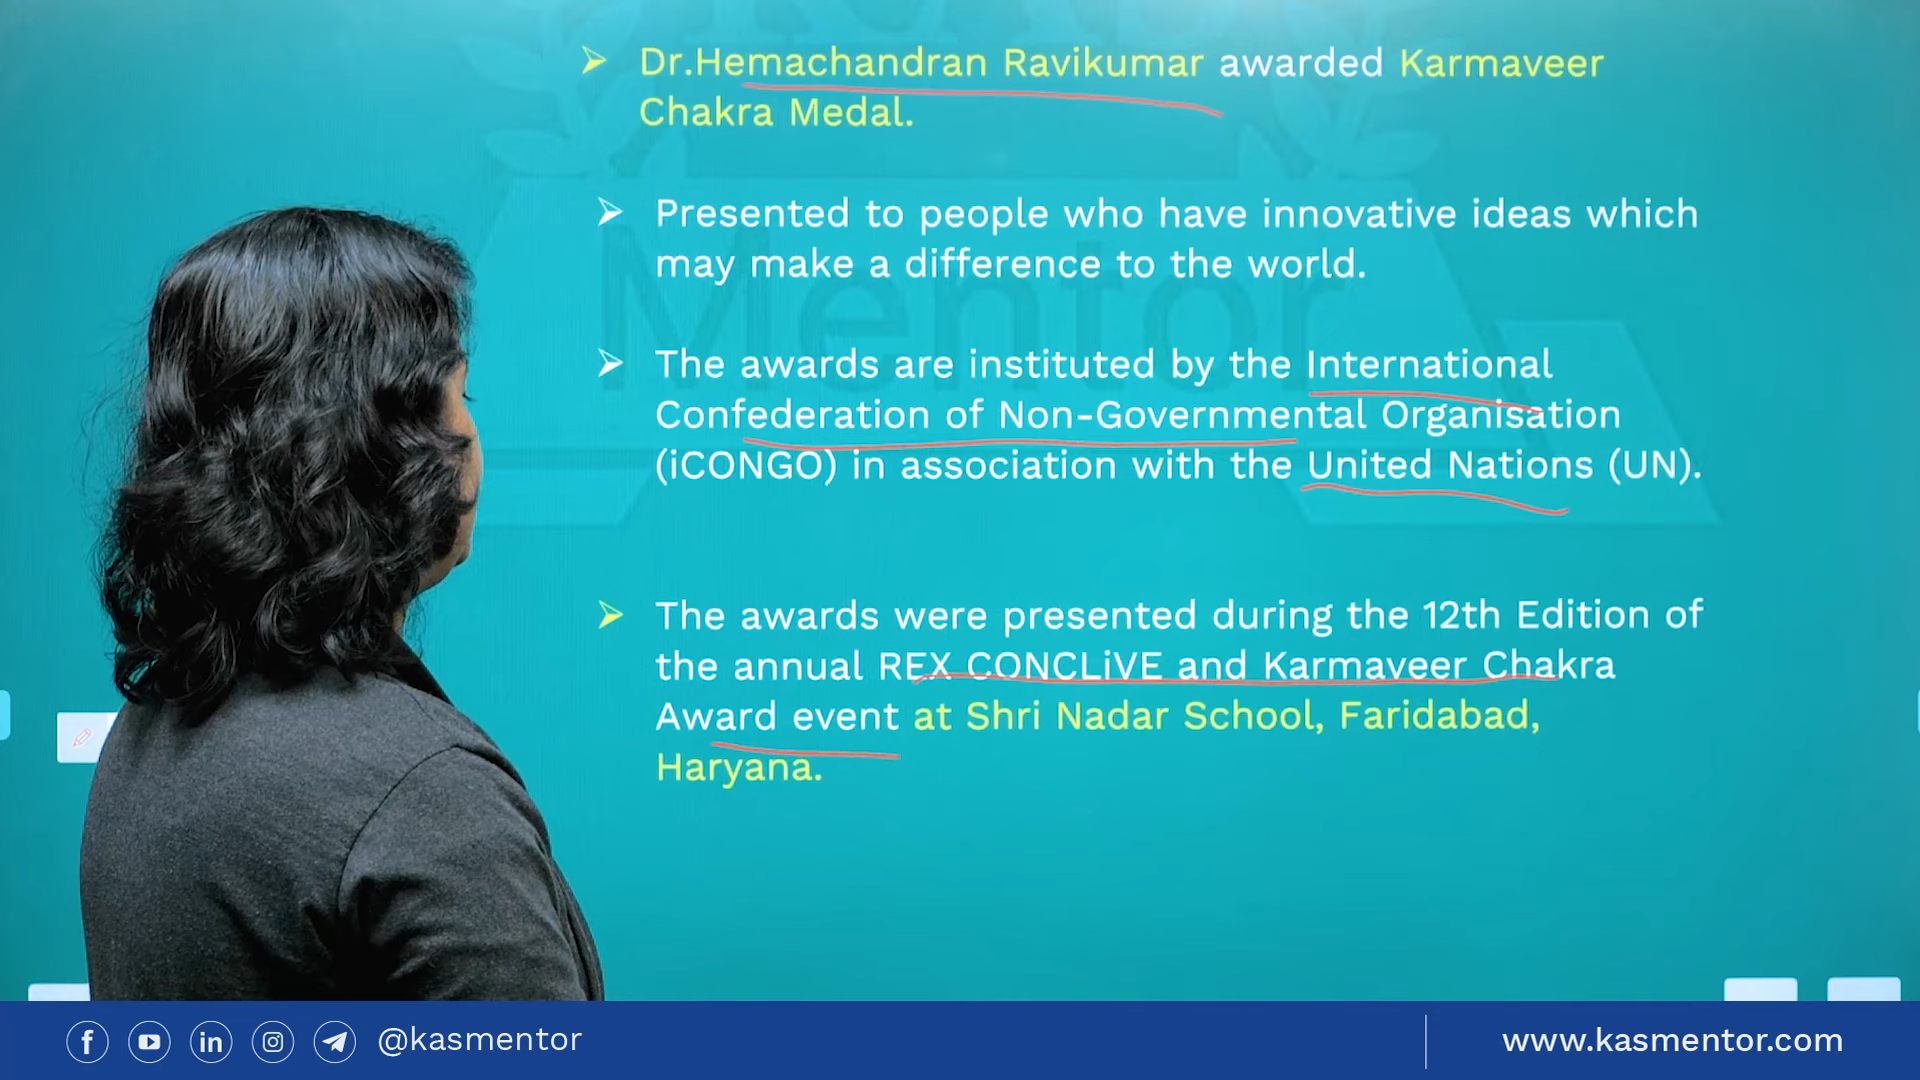 Dr.Hemachandran Ravikumar awarded Karmaveer
Chakra Medal.
Presented to people who have innovative ideas which
may make a difference to the world.
The awards are instituted by the International
Confederation of Non-Governmental Organisation
(iCONGO) in association with the United Nations (UN).
The awards were presented during the 12th Edition of
the annual REX CONCLiVE and Karmaveer Chakra
Award event at Shri Nadar School, Faridabad,
Haryana.
Mentor
@kasmentor
www.kasmentor.com